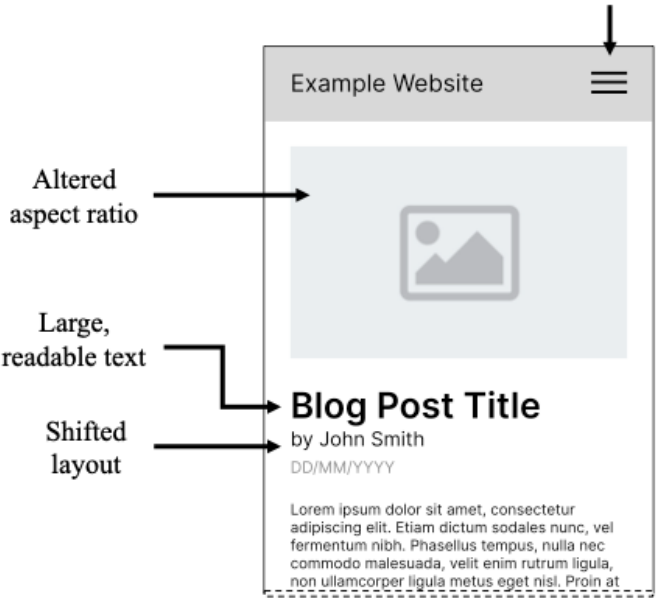 Example Website
Altered
aspect ratio
Large,
readable text
Blog Post Title
Shifted
layout
by John Smith
DD/MM/YYYY
Lorem ipsum dolor sit amet, consectetur
adipiscing elit. Etiam dictum sodales nunc, vel
fermentum nibh. Phasellus tempus, nulla nec
commodo malesuada, velit enim rutrum ligula,
non ullamcorper ligula metus eget nisl. Proin at